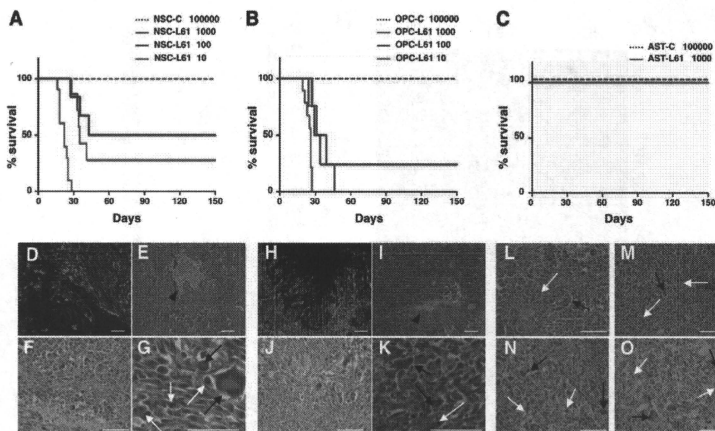 A
NSC-C 100000
NSC-L61 1000
NSC-L61 100
NSC-L61 10
% survival
100
50
0
0 30 60 90 120 150
Days
B
OPC-C 100000
OPC-L61 1000
OPC-L61 100
OPC-L61 10
% survival
100
50
0
0 30 60 90 120 150
Days
C
AST-C 100000
AST-L61 1000
% survival
100
50
0
0 30 60 90 120 150
Days
D
E
F
G
H
I
J
K
L
M
N
O